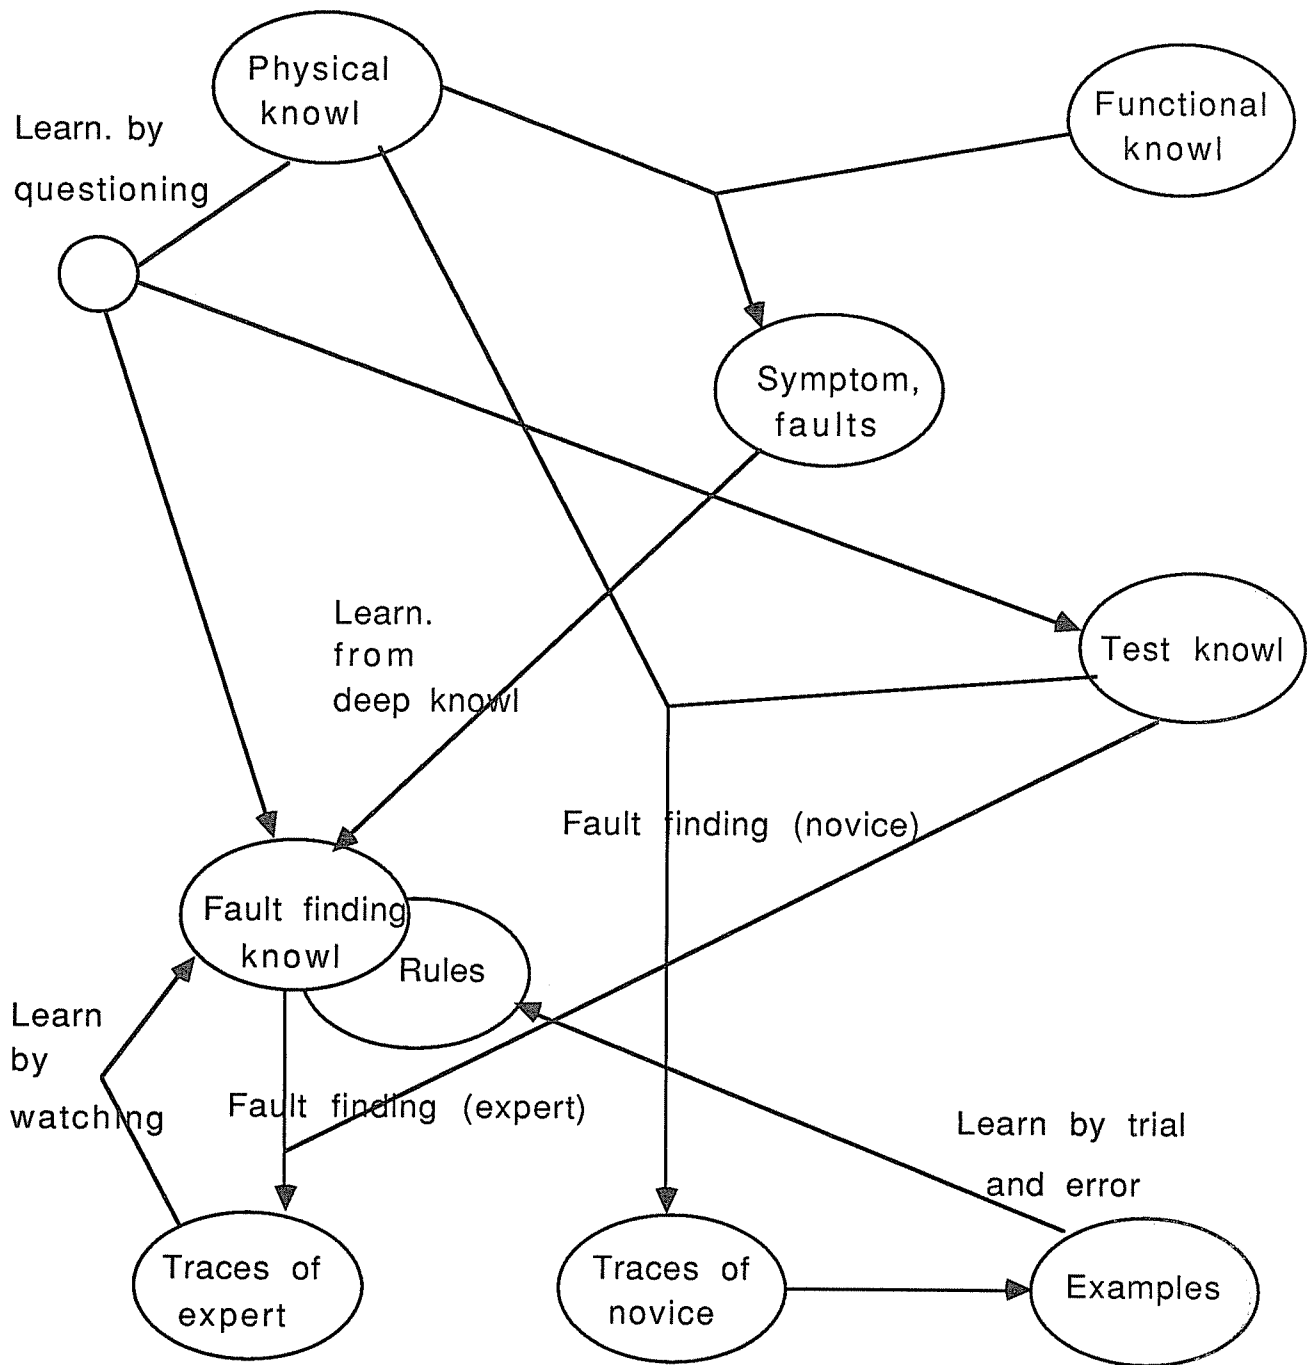 Physical
knowl
Functional
knowl
Learn. by
questioning
Symptom,
faults
Learn.
from
deep knowl
Test knowl
Fault finding (novice)
Fault finding
knowl
Rules
Learn
by
watching
Fault finding (expert)
Learn by trial
and error
Traces of
expert
Traces of
novice
Examples